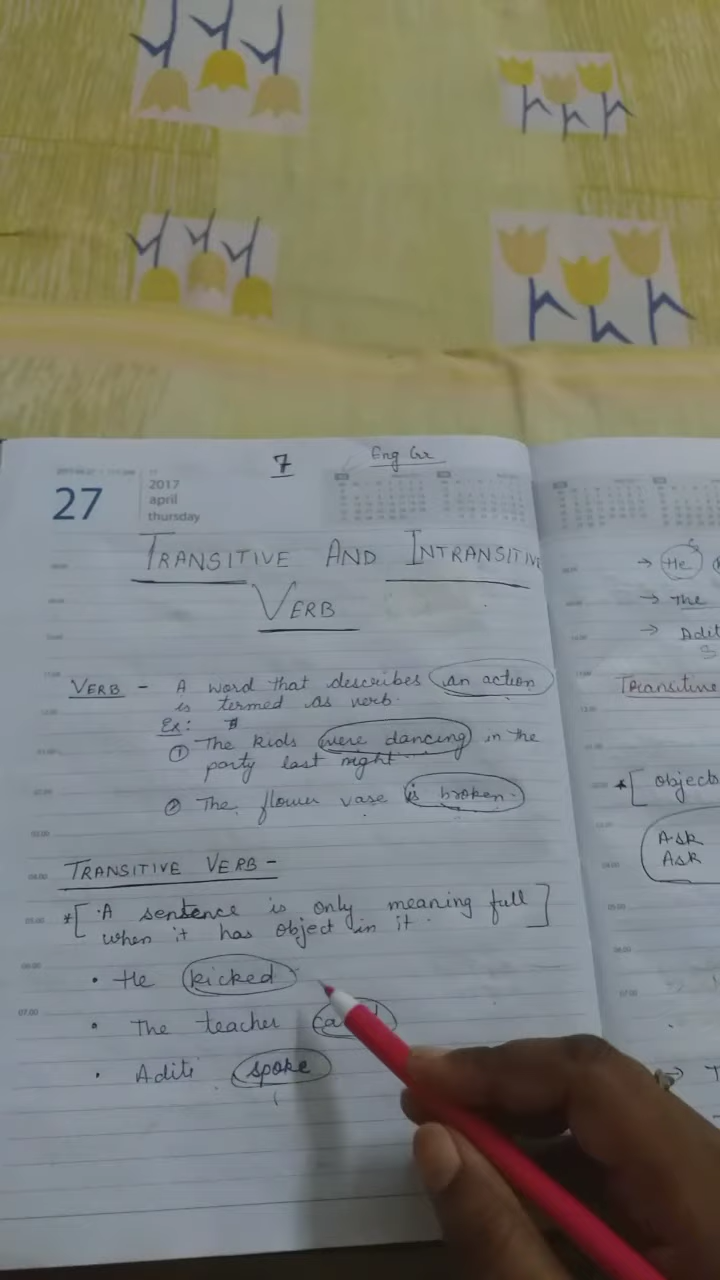 7
Eng Gr
27
2017
april
thursday
TRANSITIVE AND INTRANSITIVE
VERB
VERB - A word that describes an action
is termed as verb.
Ex:
① The kids were dancing in the
party last night.
② The flower vase is broken.
TRANSITIVE VERB -
*[ · A sentence is only meaning full
when it has object in it. ]
• He kicked
• The teacher
• Aditi spoke
→ He
→ The
→ Aditi
S
Transitive
*[ objects
Ask
Ask